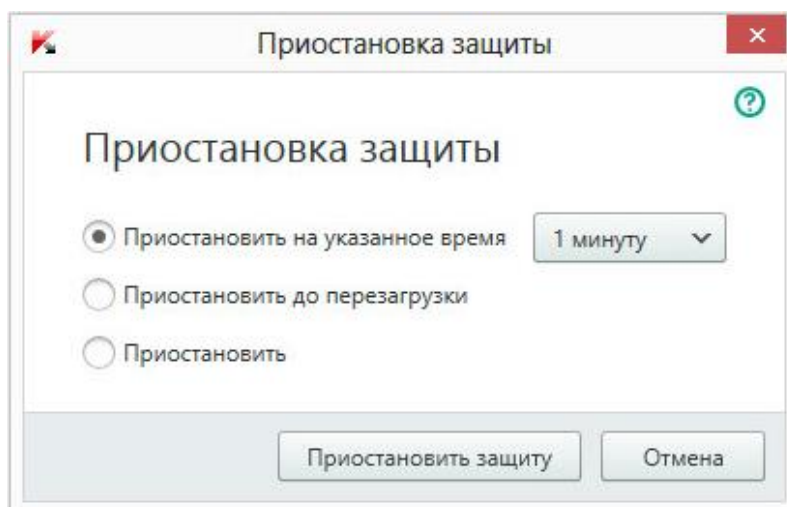 Приостановка защиты
Приостановка защиты
Приостановить на указанное время 1 минуту
Приостановить до перезагрузки
Приостановить
Приостановить защиту Отмена